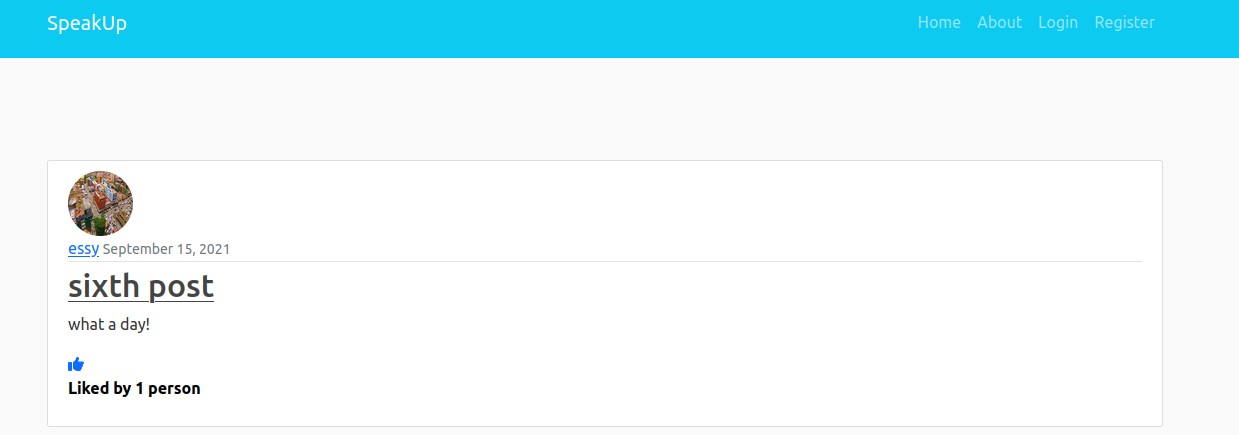 SpeakUp Home About Login Register
essy September 15, 2021
sixth post
what a day!
Liked by 1 person